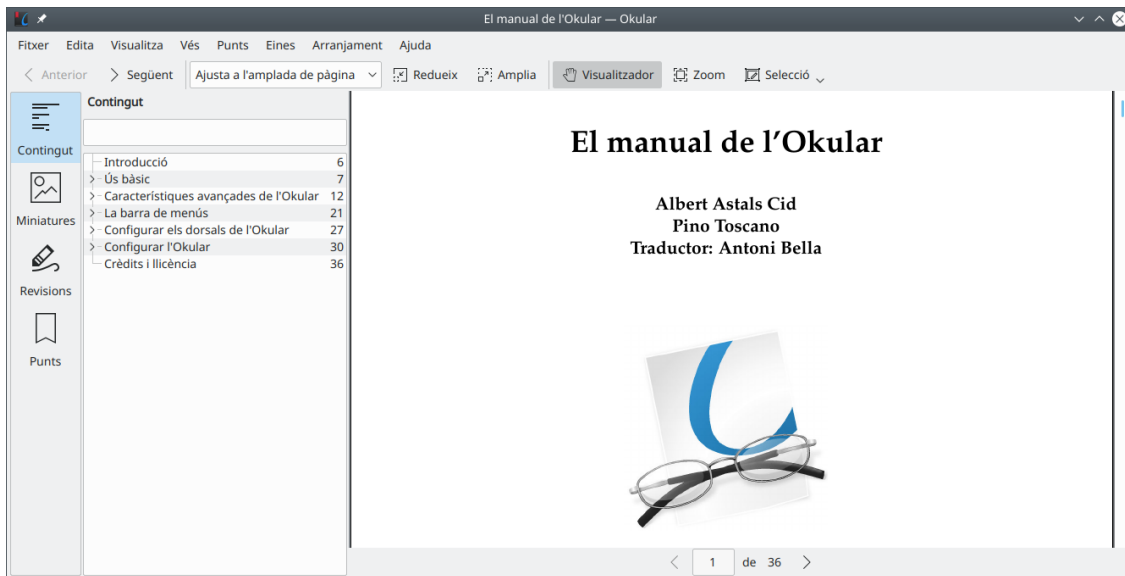 El manual de l'Okular — Okular
Fitxer Edita Visualitza Vés Punts Eines Arranjament Ajuda
Anterior Següent Ajusta a l'amplada de pàgina Redueix Amplia Visualitzador Zoom Selecció
Contingut
Miniatures
Revisions
Punts
Contingut
Introducció 6
Ús bàsic 7
Característiques avançades de l'Okular 12
La barra de menús 21
Configurar els dorsals de l'Okular 27
Configurar l'Okular 30
Crèdits i llicència 36
El manual de l’Okular
Albert Astals Cid
Pino Toscano
Traductor: Antoni Bella
1 de 36